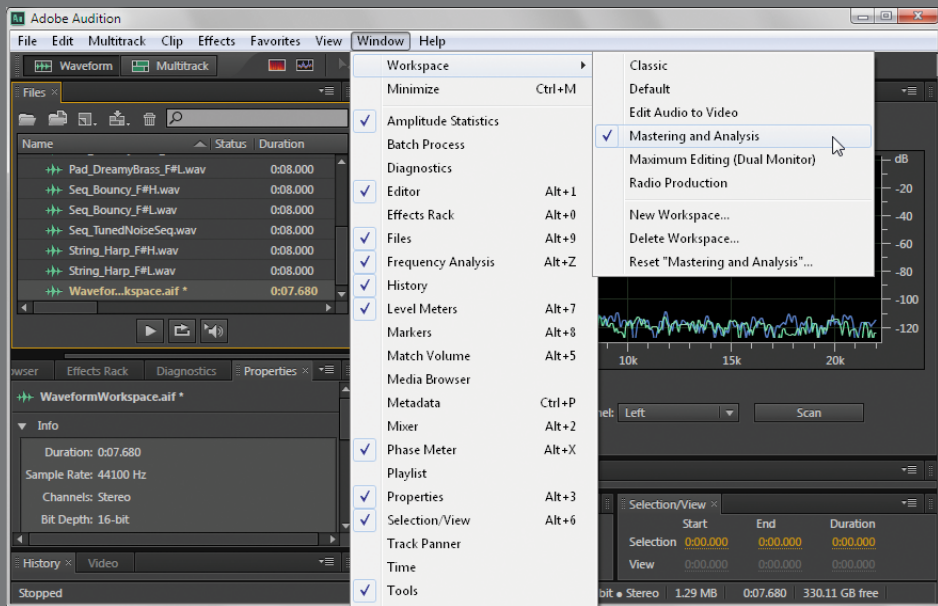 Au Adobe Audition
File Edit Multitrack Clip Effects Favorites View Window Help
Waveform Multitrack
Files ×
Name Status Duration
Pad_DreamyBrass_F#L.wav 0:08.000
Seq_Bouncy_F#H.wav 0:08.000
Seq_Bouncy_F#L.wav 0:08.000
Seq_TunedNoiseSeq.wav 0:08.000
String_Harp_F#H.wav 0:08.000
String_Harp_F#L.wav 0:08.000
Wavefor...kspace.aif * 0:07.680
owser Effects Rack Diagnostics Properties ×
WaveformWorkspace.aif *
Info
Duration: 0:07.680
Sample Rate: 44100 Hz
Channels: Stereo
Bit Depth: 16-bit
History × Video
Stopped
Workspace
Minimize Ctrl+M
Amplitude Statistics
Batch Process
Diagnostics
Editor Alt+1
Effects Rack Alt+0
Files Alt+9
Frequency Analysis Alt+Z
History
Level Meters Alt+7
Markers Alt+8
Match Volume Alt+5
Media Browser
Metadata Ctrl+P
Mixer Alt+2
Phase Meter Alt+X
Playlist
Properties Alt+3
Selection/View Alt+6
Track Panner
Time
Tools
Classic
Default
Edit Audio to Video
Mastering and Analysis
Maximum Editing (Dual Monitor)
Radio Production
New Workspace...
Delete Workspace...
Reset "Mastering and Analysis"...
dB
-20
-40
-60
-80
-100
-120
10k 15k 20k
nel: Left Scan
Selection/View ×
Start End Duration
Selection 0:00.000 0:00.000 0:00.000
View 0:00.000 0:00.000 0:00.000
bit • Stereo 1.29 MB 0:07.680 330.11 GB free